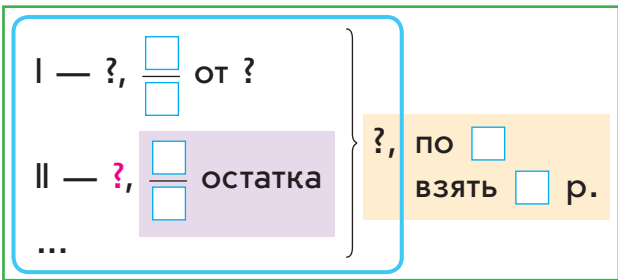 I — ?, □/□ от ?
II — ?, □/□ остатка
...
?, по □
взять □ р.